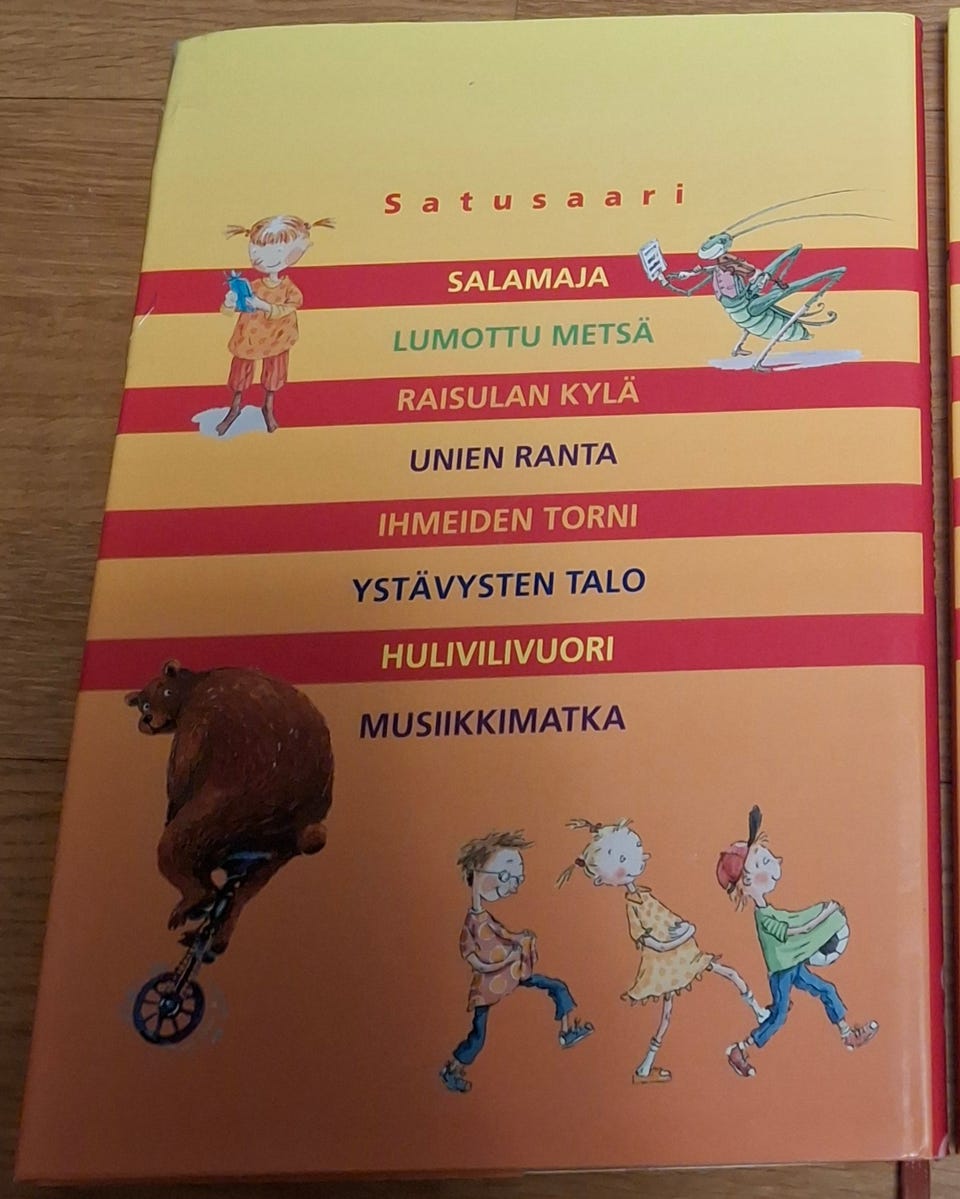 Satusaari
SALAMAJA
LUMOTTU METSÄ
RAISULAN KYLÄ
UNIEN RANTA
IHMEIDEN TORNI
YSTÄVYSTEN TALO
HULIVILIVUORI
MUSIIKKIMATKA